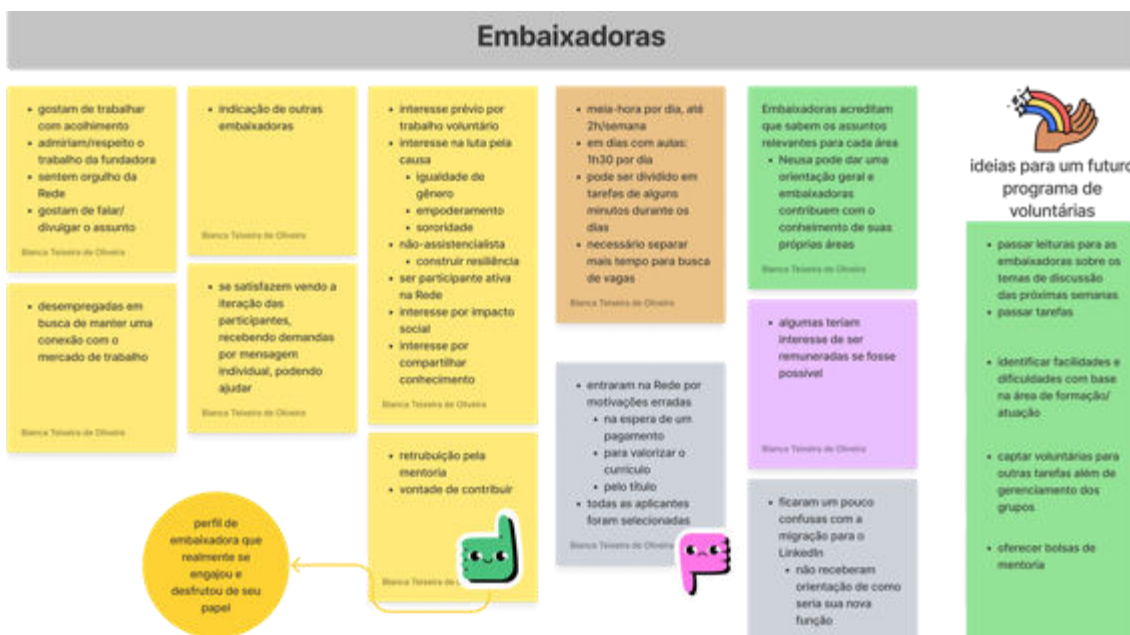 Embaixadoras
• gostam de trabalhar
com acolhimento
• admiriam/respeito o
trabalho da fundadora
• sentem orgulho da
Rede
• gostam de falar/
divulgar o assunto
Bianca Teixeira de Oliveira
• desempregadas em
busca de manter uma
conexão com o
mercado de trabalho
Bianca Teixeira de Oliveira
• indicação de outras
embaixadoras
Bianca Teixeira de Oliveira
• se satisfazem vendo a
iteração das
participantes,
recebendo demandas
por mensagem
individual, podendo
ajudar
Bianca Teixeira de Oliveira
• interesse prévio por
trabalho voluntário
• interesse na luta pela
causa
• igualdade de
gênero
• empoderamento
• sororidade
• não-assistencialista
• construir resiliência
• ser participante ativa
na Rede
• interesse por impacto
social
• interesse por
compartilhar
conhecimento
Bianca Teixeira de Oliveira
• retrubuição pela
mentoria
• vontade de contribuir
Bianca Teixeira de O
perfil de
embaixadora que
realmente se
engajou e
desfrutou de seu
papel
• meia-hora por dia, até
2h/semana
• em dias com aulas:
1h30 por dia
• pode ser dividido em
tarefas de alguns
minutos durante os
dias
• necessário separar
mais tempo para busca
de vagas
Bianca Teixeira de Oliveira
• entraram na Rede por
motivações erradas
• na espera de um
pagamento
• para valorizar o
currículo
• pelo título
• todas as aplicantes
foram selecionadas
Bianca Teixeira de Oliveira
Embaixadoras acreditam
que sabem os assuntos
relevantes para cada área
• Neusa pode dar uma
orientação geral e
embaixadoras
contribuem com o
conheimento de suas
próprias áreas
Bianca Teixeira de Oliveira
• algumas teriam
interesse de ser
remuneradas se fosse
possível
Bianca Teixeira de Oliveira
• ficaram um pouco
confusas com a
migração para o
LinkedIn
• não receberam
orientação de como
seria sua nova
função
ideias para um futuro
programa de
voluntárias
• passar leituras para as
embaixadoras sobre os
temas de discussão
das próximas semanas
• passar tarefas
• identificar facilidades e
dificuldades com base
na área de formação/
atuação
• captar voluntárias para
outras tarefas além de
gerenciamento dos
grupos
• oferecer bolsas de
mentoria